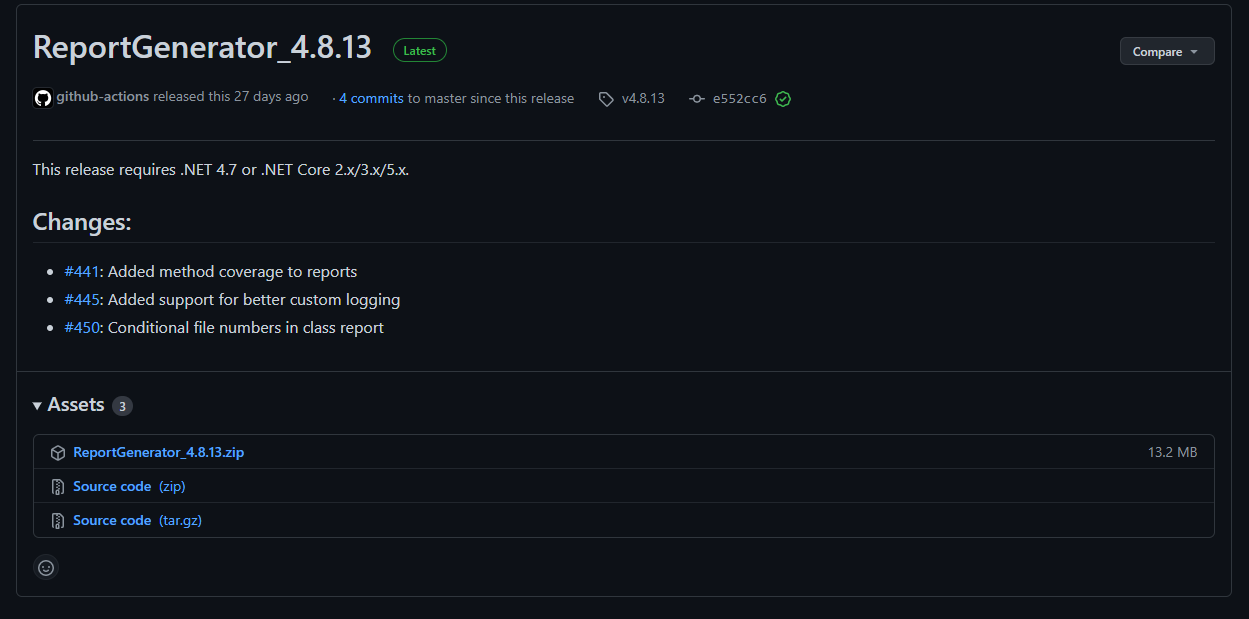 ReportGenerator_4.8.13 Latest Compare
github-actions released this 27 days ago · 4 commits to master since this release v4.8.13 e552cc6
This release requires .NET 4.7 or .NET Core 2.x/3.x/5.x.
Changes:
#441: Added method coverage to reports
#445: Added support for better custom logging
#450: Conditional file numbers in class report
Assets 3
ReportGenerator_4.8.13.zip 13.2 MB
Source code (zip)
Source code (tar.gz)